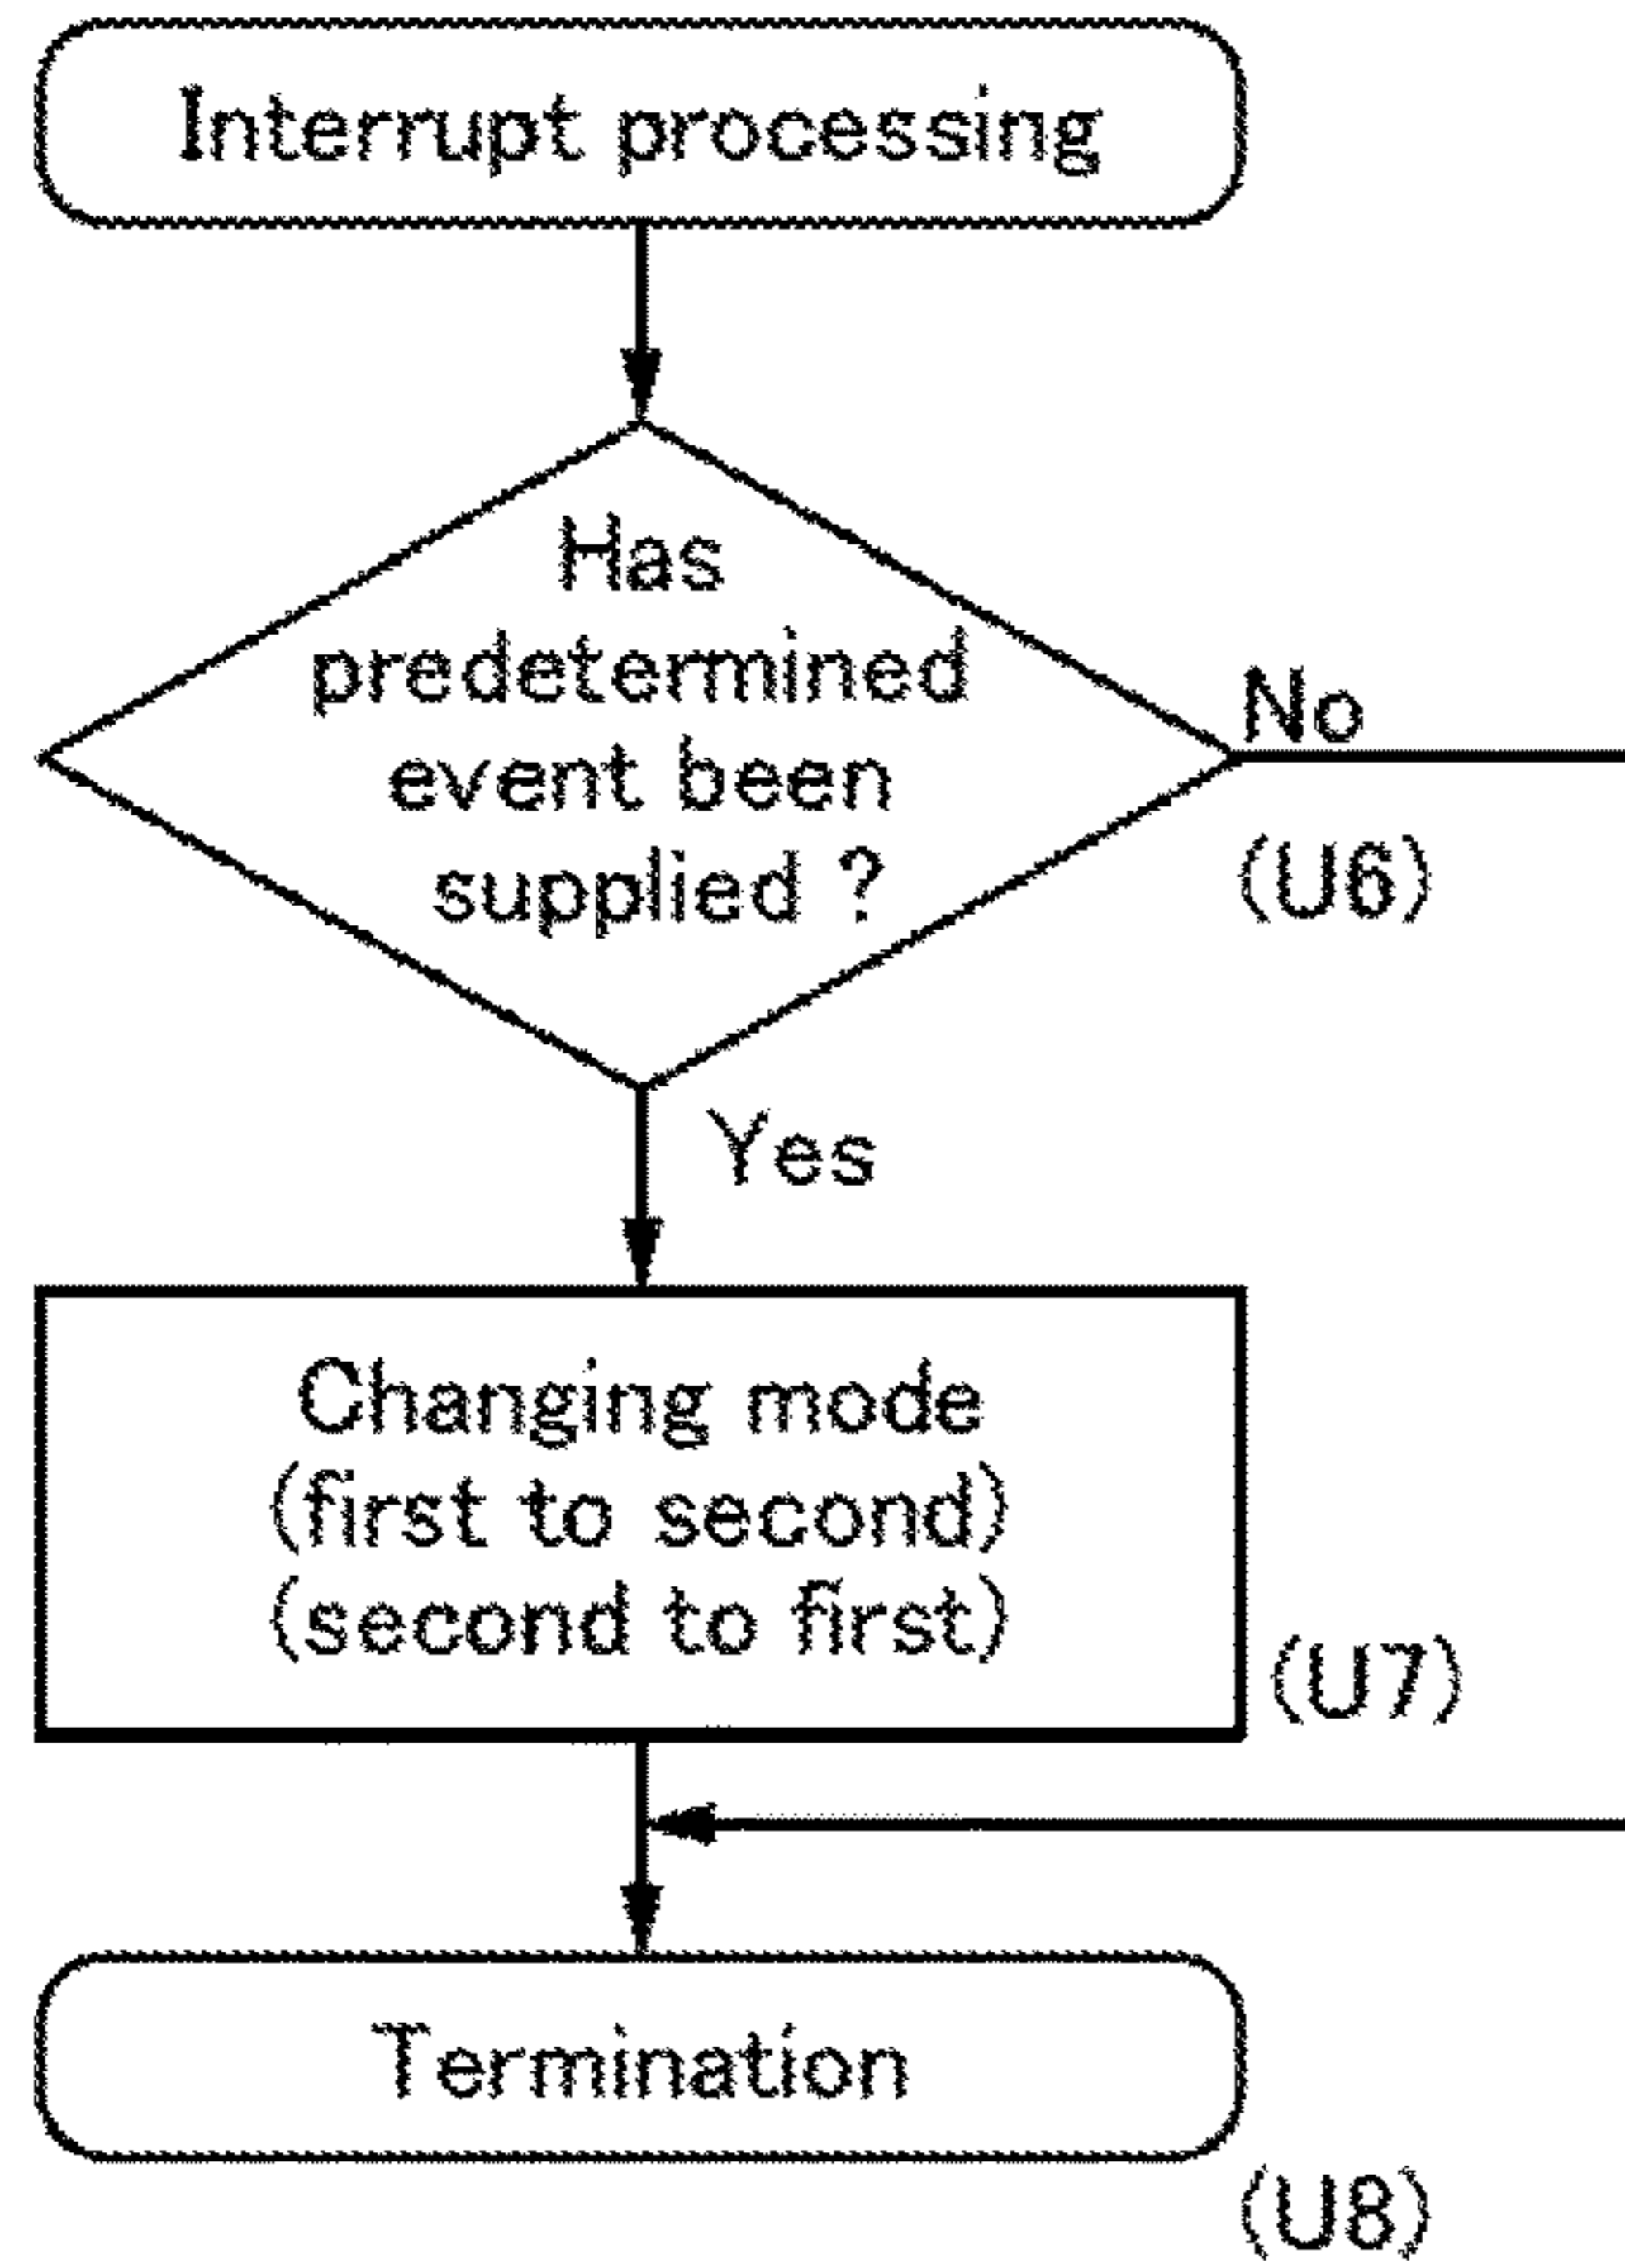 Interrupt processing
Has
predetermined
event been
supplied ?
No
(U6)
Yes
Changing mode
(first to second)
(second to first)
(U7)
Termination
(U8)